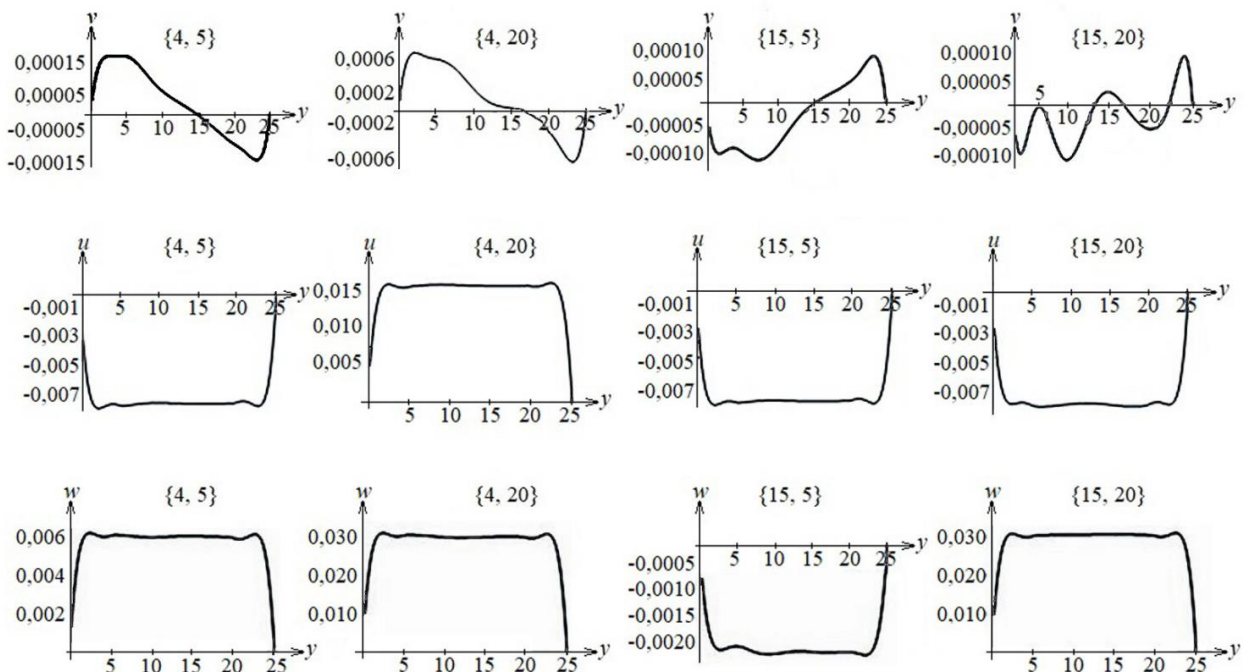 v {4, 5}
0,00015
0,00005
-0,00005
-0,00015
5 10 15 20 25 y
v {4, 20}
0,0006
0,0002
-0,0002
-0,0006
5 10 15 20 25 y
v {15, 5}
0,00010
0,00005
-0,00005
-0,00010
5 10 15 20 25 y
v {15, 20}
0,00010
0,00005
-0,00005
-0,00010
5 10 15 20 25 y
u {4, 5}
-0,001
-0,003
-0,005
-0,007
5 10 15 20 25 y
u {4, 20}
0,015
0,010
0,005
5 10 15 20 25 y
u {15, 5}
-0,001
-0,003
-0,005
-0,007
5 10 15 20 25 y
u {15, 20}
-0,001
-0,003
-0,005
-0,007
5 10 15 20 25 y
w {4, 5}
0,006
0,004
0,002
5 10 15 20 25 y
w {4, 20}
0,030
0,020
0,010
5 10 15 20 25 y
w {15, 5}
-0,0005
-0,0010
-0,0015
-0,0020
5 10 15 20 25 y
w {15, 20}
0,030
0,020
0,010
5 10 15 20 25 y